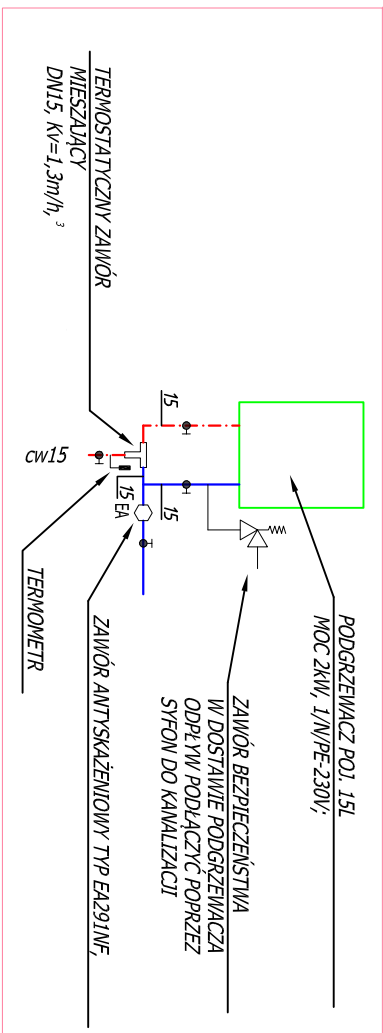 PODGRZEWACZ POJ. 15L
MOC 2kW, 1/N/PE-230V;
ZAWÓR BEZPIECZEŃSTWA
W DOSTAWIE PODGRZEWACZA
ODPŁYW PODŁĄCZYĆ POPRZEZ
SYFON DO KANALIZACJI
15
15
15
EA
cw15
TERMOSTATYCZNY ZAWÓR
MIESZAJĄCY
DN15, Kv=1,3m/h, ³
TERMOMETR
ZAWÓR ANTYSKAŻENIOWY TYP EA291NF,